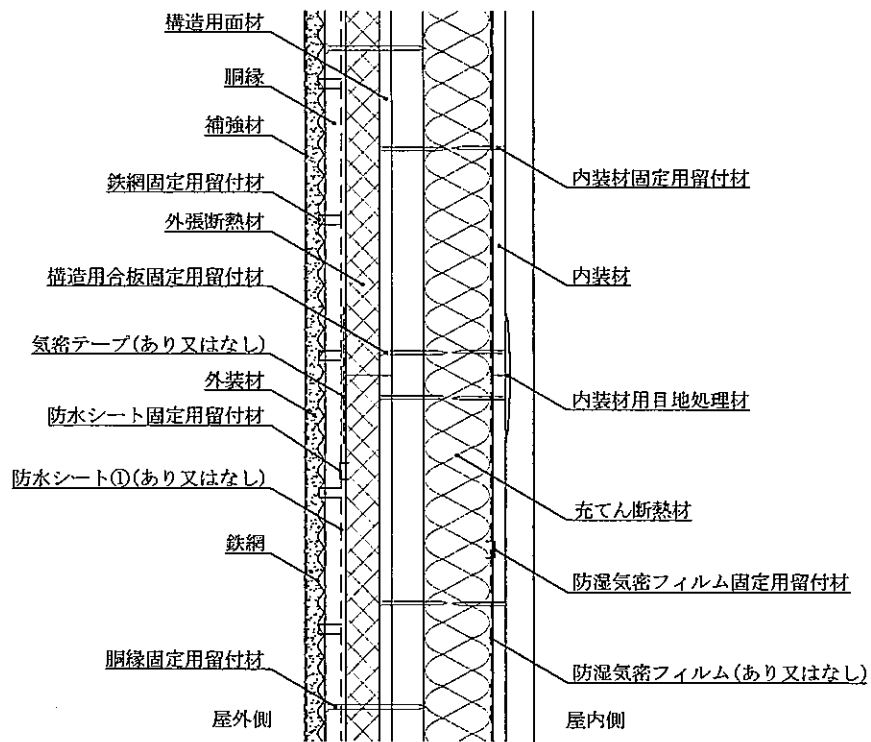 構造用面材
胴縁
補強材
鉄網固定用留付材
外張断熱材
構造用合板固定用留付材
気密テープ(あり又はなし)
外装材
防水シート固定用留付材
防水シート①(あり又はなし)
鉄網
胴縁固定用留付材
屋外側
内装材固定用留付材
内装材
内装材用目地処理材
充てん断熱材
防湿気密フィルム固定用留付材
防湿気密フィルム(あり又はなし)
屋内側